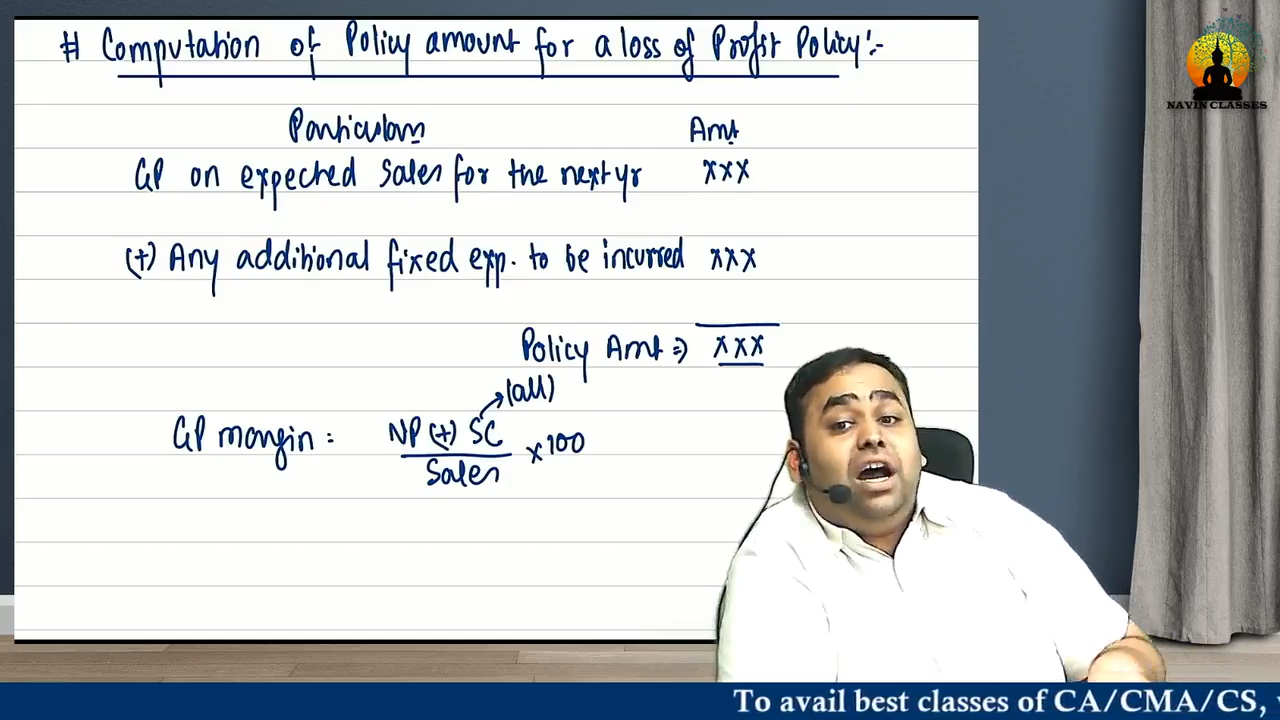 # Computation of Policy amount for a loss of Profit Policy:-
Particulars Amt
GP on expected sales for the next yr xxx
(+) Any additional fixed exp. to be incurred xxx
Policy Amt => xxx
(all)
GP margin = NP (+) SC x 100
Sales
NAVIN CLASSES
To avail best classes of CA/CMA/CS,